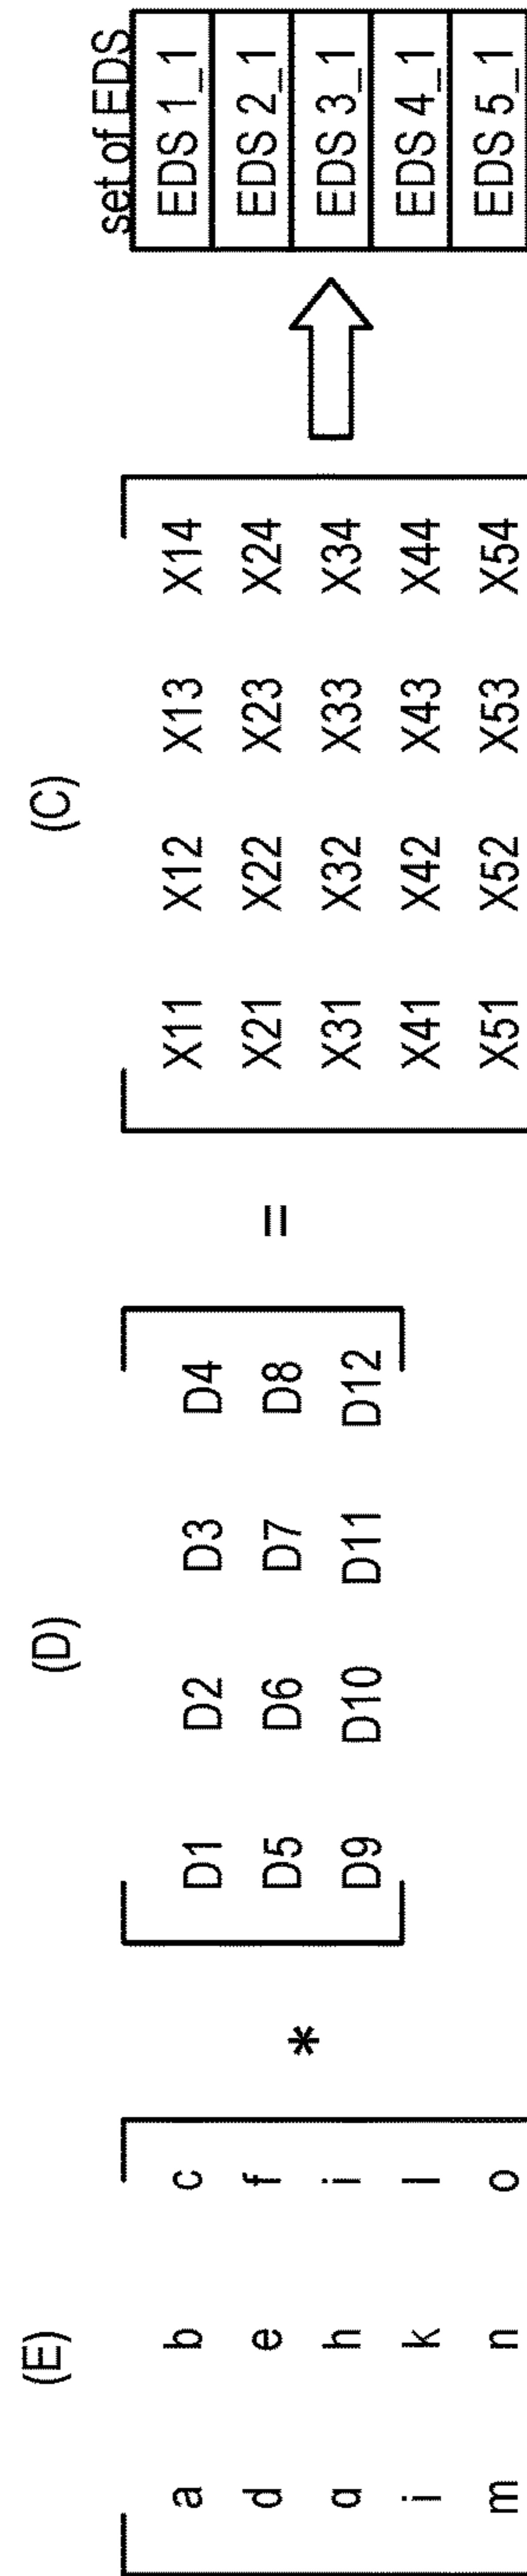 (E) (D) (C) set of EDS
a b c D1 D2 D3 D4 X11 X12 X13 X14 EDS 1_1
d e f D5 D6 D7 D8 X21 X22 X23 X24 EDS 2_1
* = 
q h i D9 D10 D11 D12 X31 X32 X33 X34 EDS 3_1
i k l X41 X42 X43 X44 EDS 4_1
m n o X51 X52 X53 X54 EDS 5_1